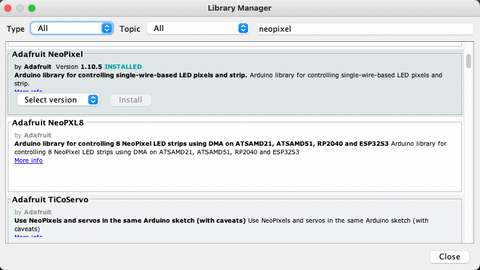 Library Manager
Type All Topic All neopixel
Adafruit NeoPixel
by Adafruit Version 1.10.5 INSTALLED
Arduino library for controlling single-wire-based LED pixels and strip. Arduino library for controlling single-wire-based LED pixels and
strip.
More info
Select version Install
Adafruit NeoPXL8
by Adafruit
Arduino library for controlling 8 NeoPixel LED strips using DMA on ATSAMD21, ATSAMD51, RP2040 and ESP32S3 Arduino library for
controlling 8 NeoPixel LED strips using DMA on ATSAMD21, ATSAMD51, RP2040 and ESP32S3
More info
Adafruit TiCoServo
by Adafruit
Use NeoPixels and servos in the same Arduino sketch (with caveats) Use NeoPixels and servos in the same Arduino sketch (with
caveats)
More info
Close